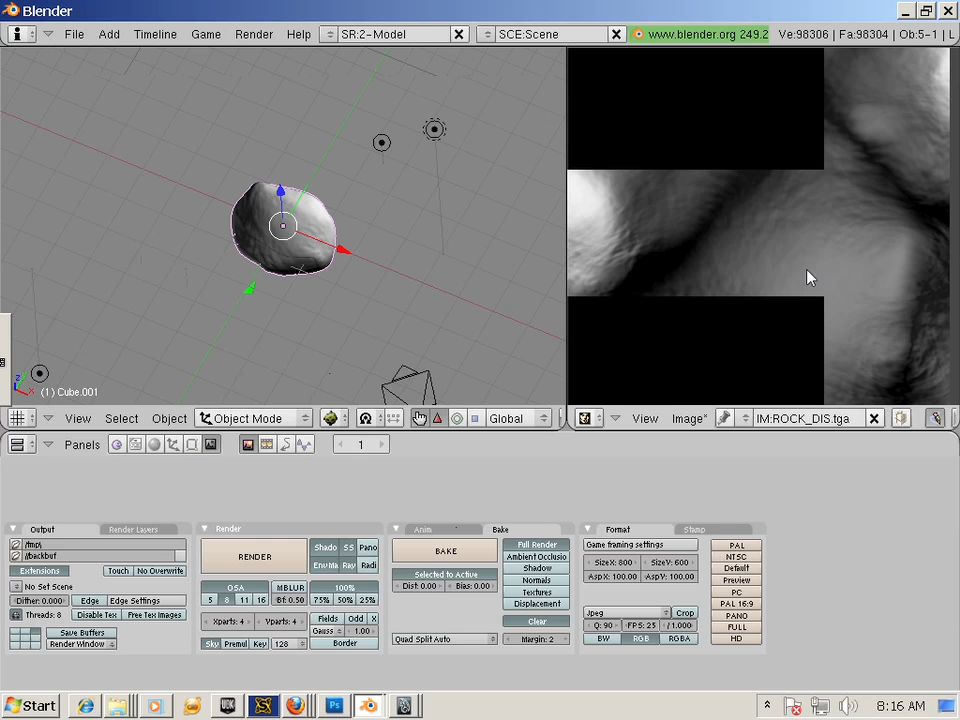 Blender
File Add Timeline Game Render Help SR:2-Model SCE:Scene www.blender.org 249.2 Ve:98306 | Fa:98304 | Ob:5-1 | L
z x
(1) Cube.001
View Select Object Object Mode Global View Image* IM:ROCK_DIS.tga
Panels 1
Output Render Layers Render Anim Bake Format Stamp
/tmp\
//backbuf
Extensions Touch No Overwrite
No Set Scene
Dither: 0.000 Edge Edge Settings
Threads: 8 Disable Tex Free Tex Images
Save Buffers
Render Window
RENDER Shado SS Pano
EnvMa Ray Radi
OSA MBLUR 100%
5 8 11 16 Bf: 0.50 75% 50% 25%
Xparts: 4 Yparts: 4 Fields Odd X
Gauss 1.00
Sky Premul Key 128 Border
BAKE
Selected to Active
Dist: 0.00 Bias: 0.00
Quad Split Auto
Full Render
Ambient Occlusio
Shadow
Normals
Textures
Displacement
Clear
Margin: 2
Game framing settings
SizeX: 800 SizeY: 600
AspX: 100.00 AspY: 100.00
Jpeg Crop
Q: 90 FPS: 25 / 1.000
BW RGB RGBA
PAL
NTSC
Default
Preview
PC
PAL 16:9
PANO
FULL
HD
Start UDK Ps 8:16 AM